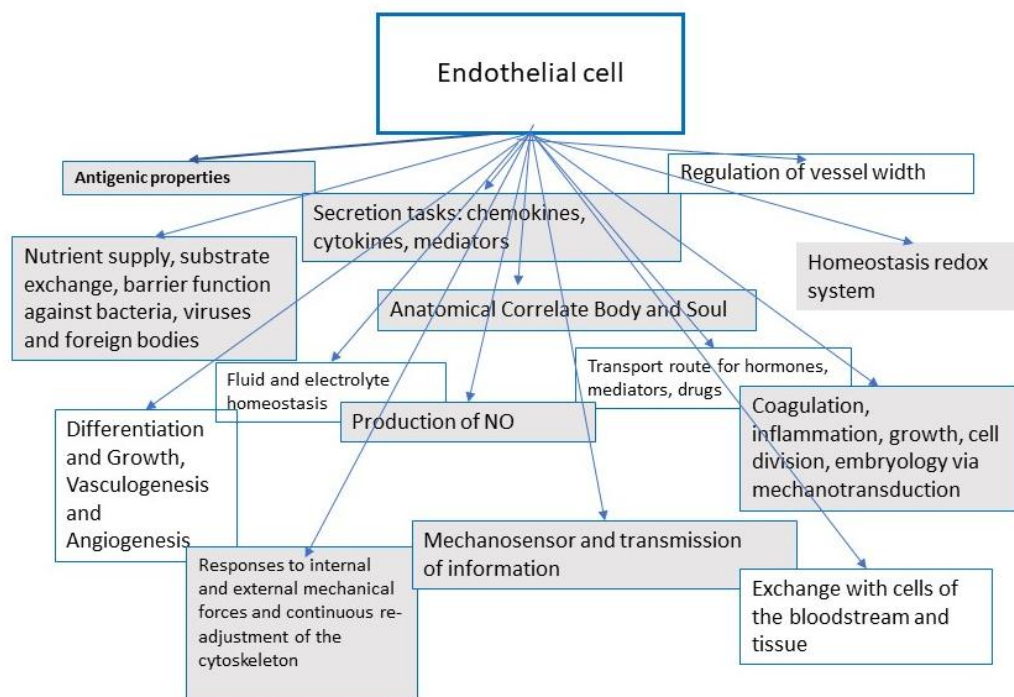 Endothelial cell
Antigenic properties
Regulation of vessel width
Secretion tasks: chemokines,
cytokines, mediators
Nutrient supply, substrate
exchange, barrier function
against bacteria, viruses
and foreign bodies
Homeostasis redox
system
Anatomical Correlate Body and Soul
Fluid and electrolyte
homeostasis
Transport route for hormones,
mediators, drugs
Production of NO
Coagulation,
inflammation, growth, cell
division, embryology via
mechanotransduction
Differentiation
and Growth,
Vasculogenesis
and
Angiogenesis
Mechanosensor and transmission
of information
Responses to internal
and external mechanical
forces and continuous re-
adjustment of the
cytoskeleton
Exchange with cells of
the bloodstream and
tissue